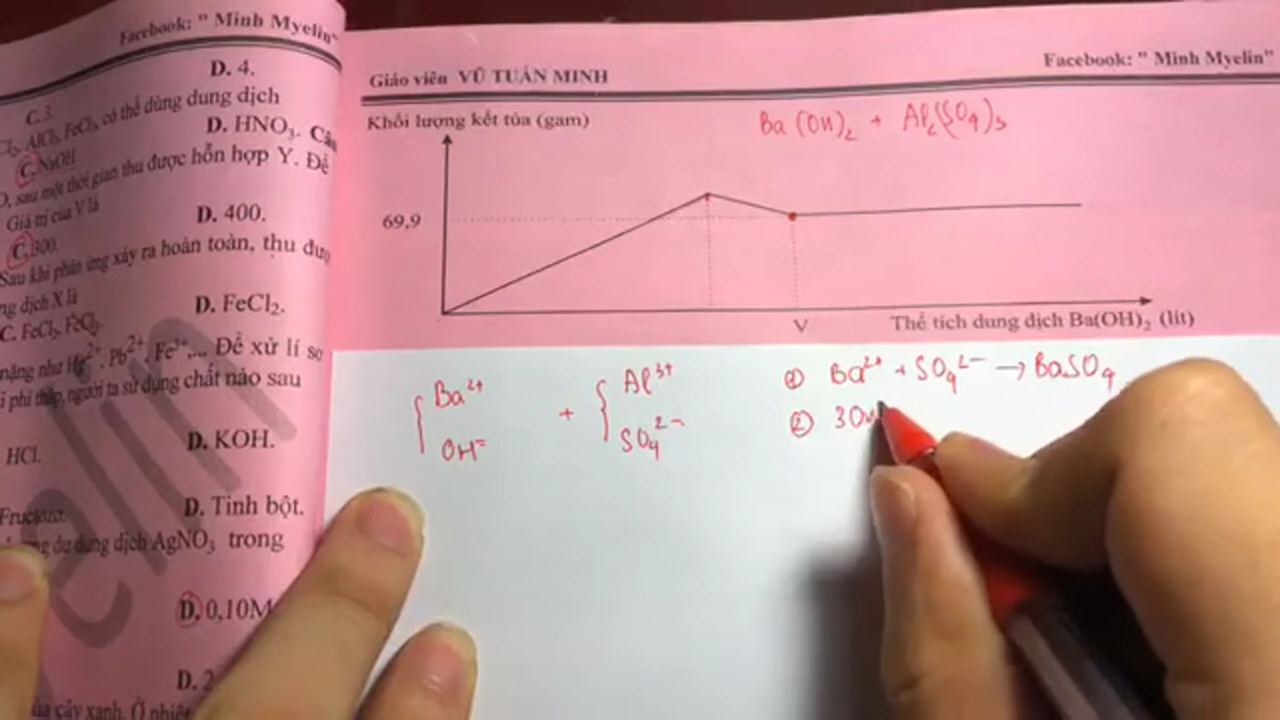 Facebook: " Minh Myelin"
D. 4.
C. 3.
AlCl₃, FeCl₃, có thể dùng dung dịch
D. HNO₃. Câu
C. NaOH
sau một thời gian thu được hỗn hợp Y. Để
Giá trị của V là
D. 400.
C. 300.
Sau khi phản ứng xảy ra hoàn toàn, thu đư
ng dịch X là
D. FeCl₂.
C. FeCl₂, FeCl₃.
nặng như Hg²⁺, Pb²⁺, Fe³⁺,... Để xử lí sơ
phí thấp, người ta sử dụng chất nào sau
D. KOH.
HCl.
D. Tinh bột.
Fructozơ.
dư dung dịch AgNO₃ trong
D. 0,10M
D. 2
cây xanh. Ở nhiệt
Giáo viên VŨ TUẤN MINH
Facebook: " Minh Myelin"
Khối lượng kết tủa (gam)
Ba(OH)₂ + Al₂(SO₄)₃
69,9
V
Thể tích dung dịch Ba(OH)₂ (lít)
Ba²⁺
OH⁻
+
Al³⁺
SO₄²⁻
① Ba²⁺ + SO₄²⁻ → BaSO₄
② 3OH